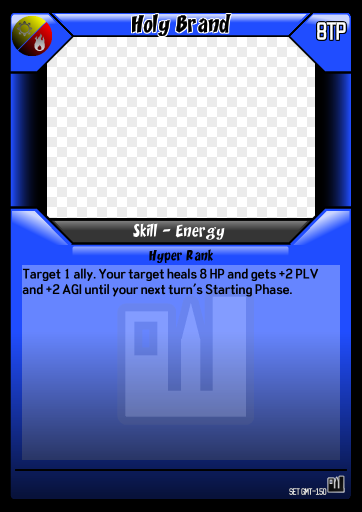 Holy Brand
8TP
Skill - Energy
Hyper Rank
Target 1 ally. Your target heals 8 HP and gets +2 PLV
and +2 AGI until your next turn's Starting Phase.
SET GMT-150